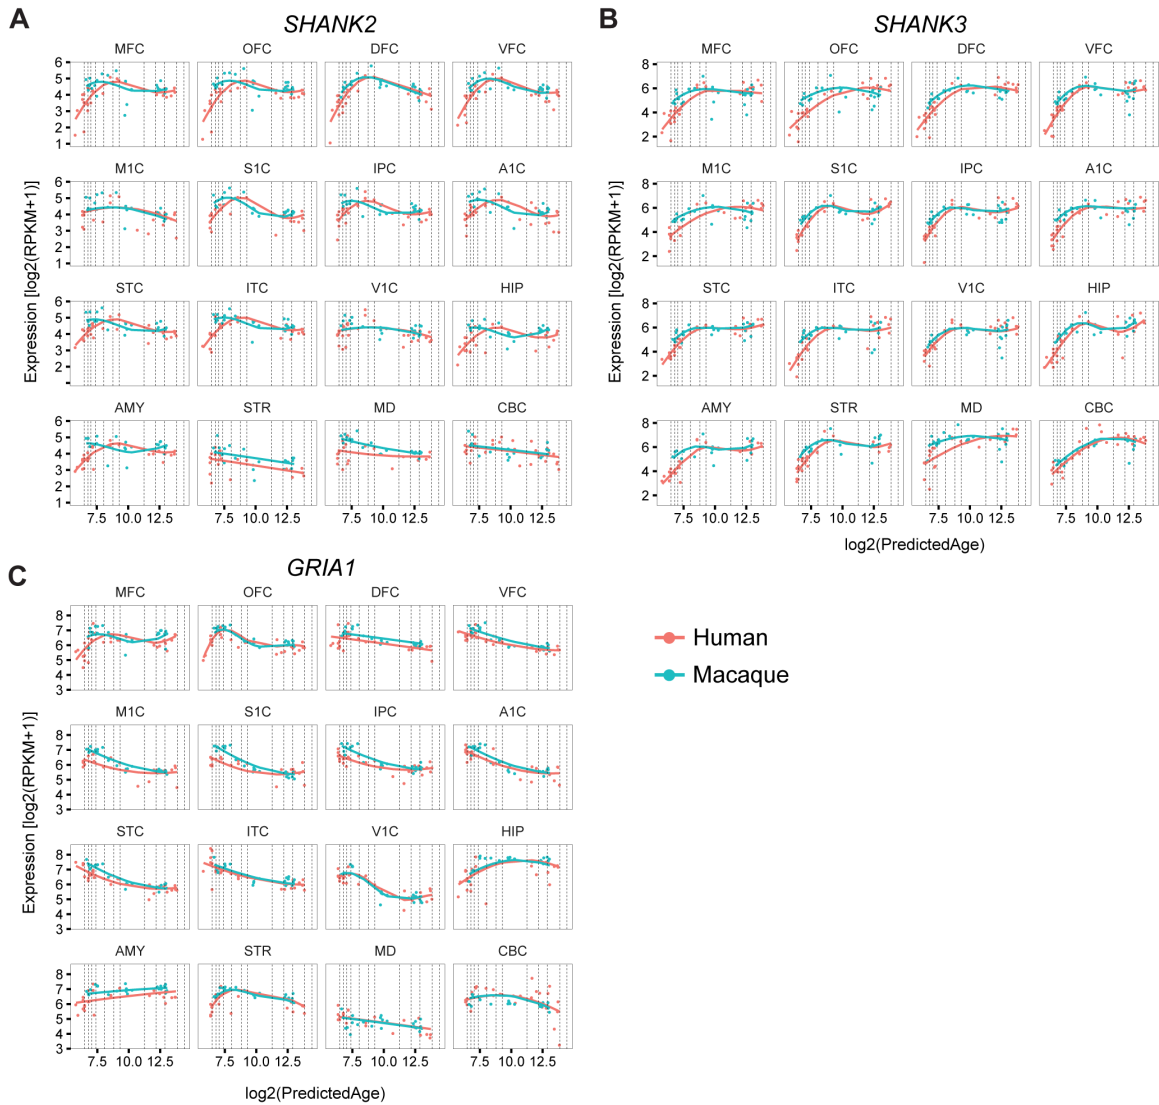 A
SHANK2
MFC OFC DFC VFC
6
5
4
3
2
1
M1C S1C IPC A1C
6
5
4
3
2
1
STC ITC V1C HIP
6
5
4
3
2
AMY STR MD CBC
6
5
4
3
2
1
7.5 10.0 12.5 7.5 10.0 12.5 7.5 10.0 12.5 7.5 10.0 12.5
Expression [log2(RPKM+1)]
B
SHANK3
MFC OFC DFC VFC
8
6
4
2
M1C S1C IPC A1C
8
6
4
2
STC ITC V1C HIP
8
6
4
2
AMY STR MD CBC
8
6
4
2
7.5 10.0 12.5 7.5 10.0 12.5 7.5 10.0 12.5 7.5 10.0 12.5
Expression [log2(RPKM+1)]
log2(PredictedAge)
C
GRIA1
MFC OFC DFC VFC
8
7
6
5
4
3
M1C S1C IPC A1C
8
7
6
5
4
3
STC ITC V1C HIP
8
7
6
5
4
3
AMY STR MD CBC
8
7
6
5
4
3
7.5 10.0 12.5 7.5 10.0 12.5 7.5 10.0 12.5 7.5 10.0 12.5
Expression [log2(RPKM+1)]
log2(PredictedAge)
Human
Macaque